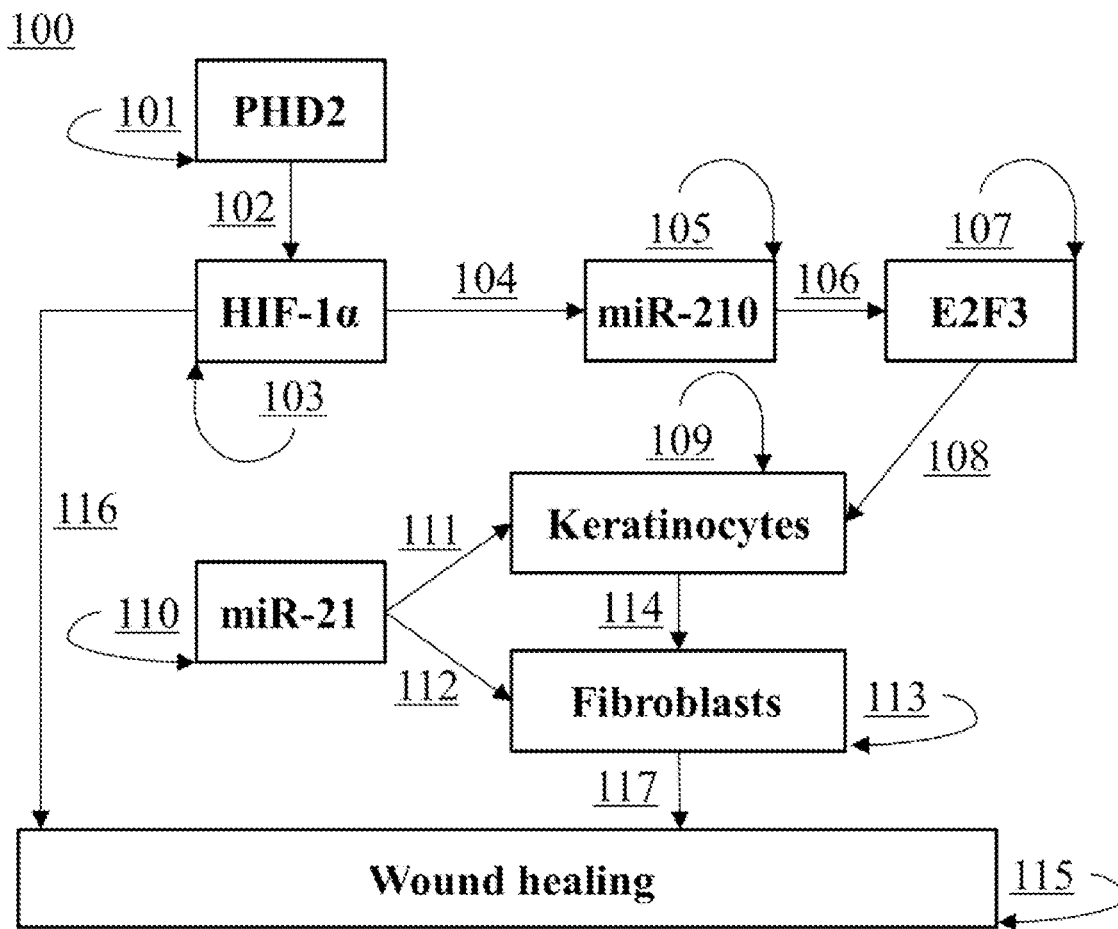 100
101
PHD2
102
105
107
HIF-1α
104
miR-210
106
E2F3
103
109
108
116
111
Keratinocytes
110
miR-21
114
112
Fibroblasts
113
117
Wound healing
115